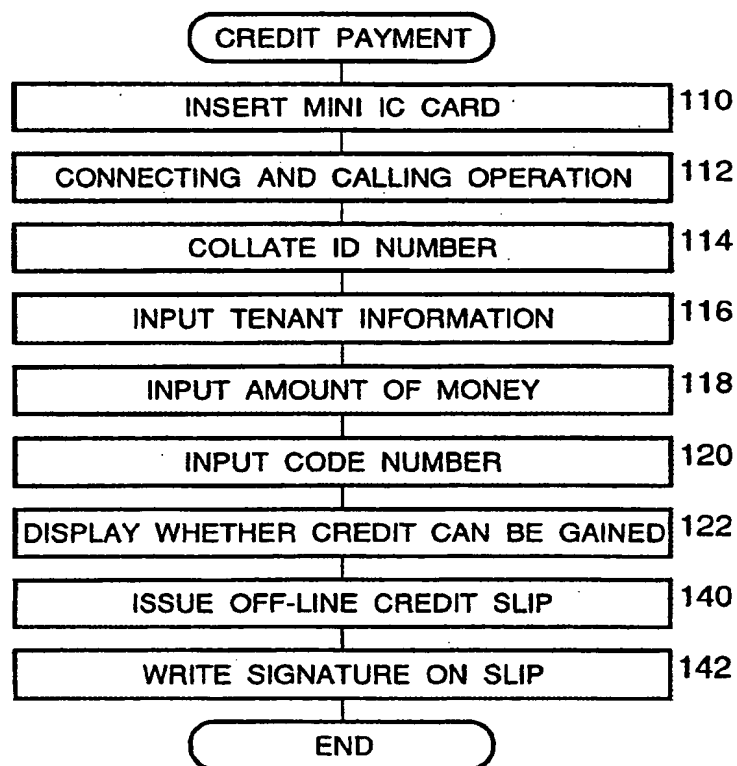 CREDIT PAYMENT
INSERT MINI IC CARD 110
CONNECTING AND CALLING OPERATION 112
COLLATE ID NUMBER 114
INPUT TENANT INFORMATION 116
INPUT AMOUNT OF MONEY 118
INPUT CODE NUMBER 120
DISPLAY WHETHER CREDIT CAN BE GAINED 122
ISSUE OFF-LINE CREDIT SLIP 140
WRITE SIGNATURE ON SLIP 142
END